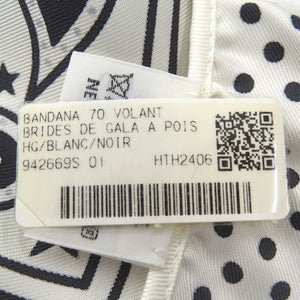 BANDANA 70 VOLANT
BRIDES DE GALA A POIS
HG/BLANC/NOIR
942669S 01 HTH2406